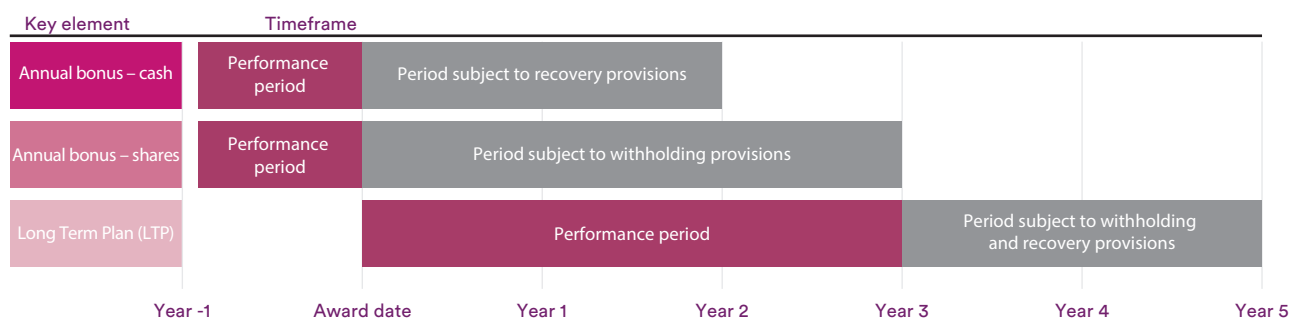 Key element
Timeframe
Annual bonus – cash
Performance
period
Period subject to recovery provisions
Annual bonus – shares
Performance
period
Period subject to withholding provisions
Long Term Plan (LTP)
Performance period
Period subject to withholding
and recovery provisions
Year -1
Award date
Year 1
Year 2
Year 3
Year 4
Year 5